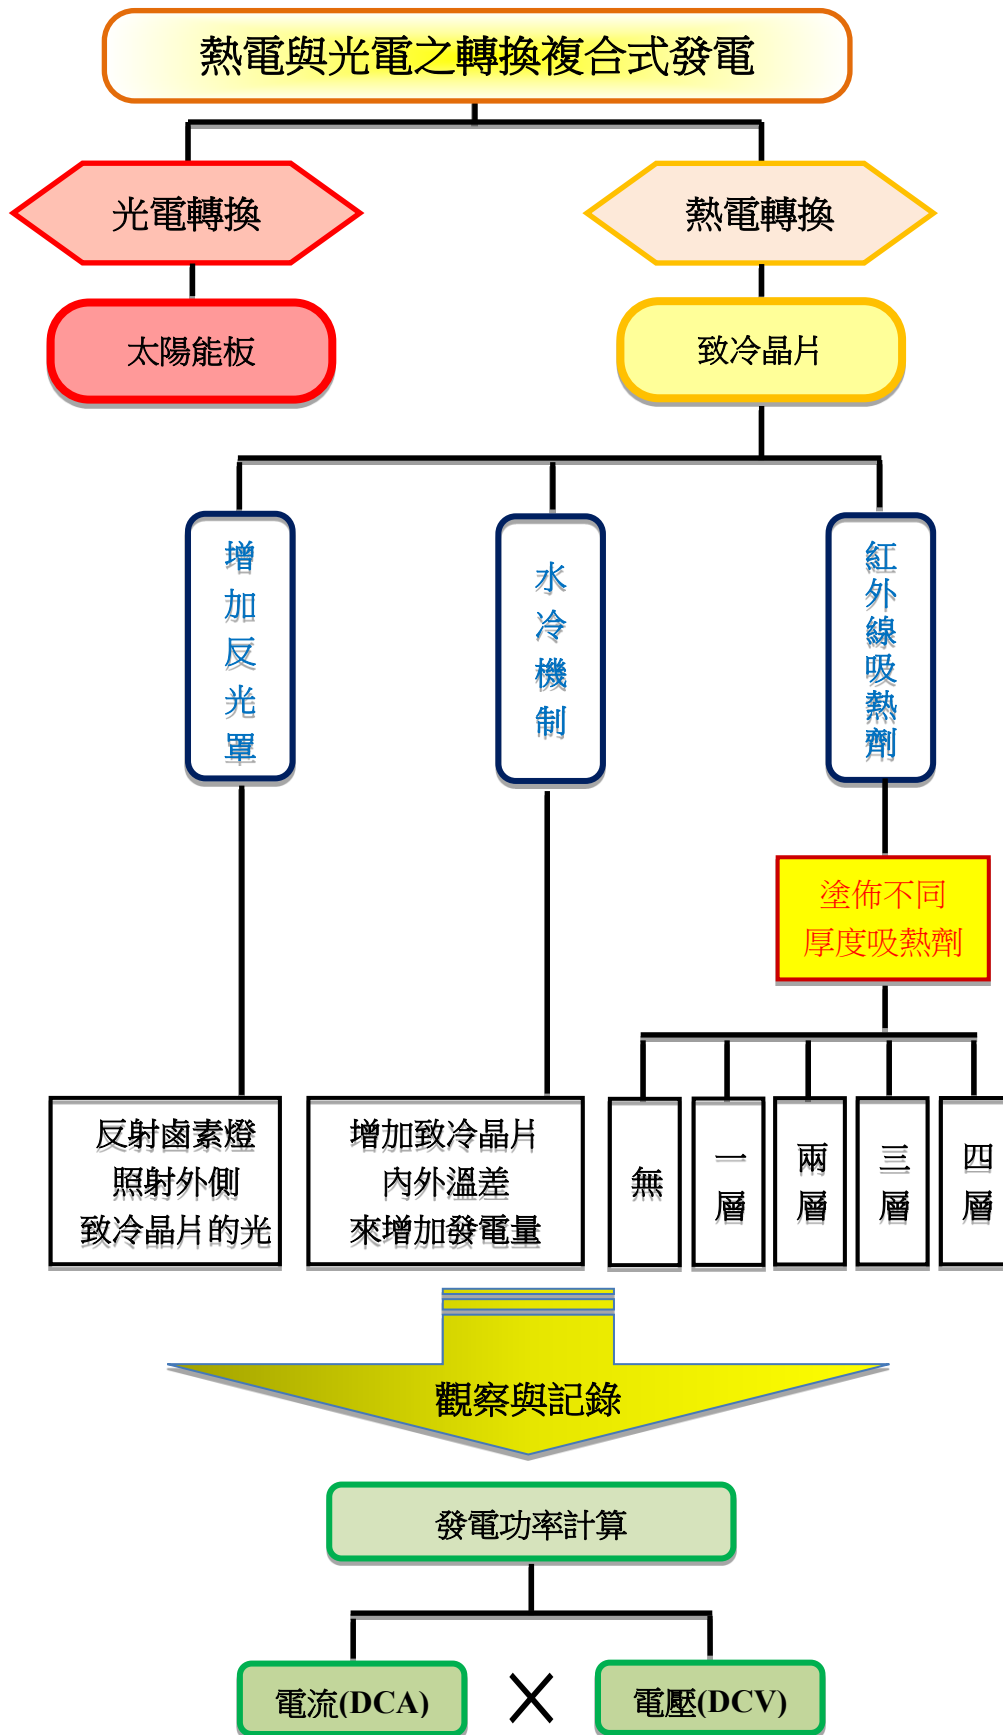 熱電與光電之轉換複合式發電
光電轉換
熱電轉換
太陽能板
致冷晶片
增加反光罩
水冷機制
紅外線吸熱劑
塗佈不同
厚度吸熱劑
反射鹵素燈
照射外側
致冷晶片的光
增加致冷晶片
內外溫差
來增加發電量
無
一層
兩層
三層
四層
觀察與記錄
發電功率計算
電流(DCA)
×
電壓(DCV)